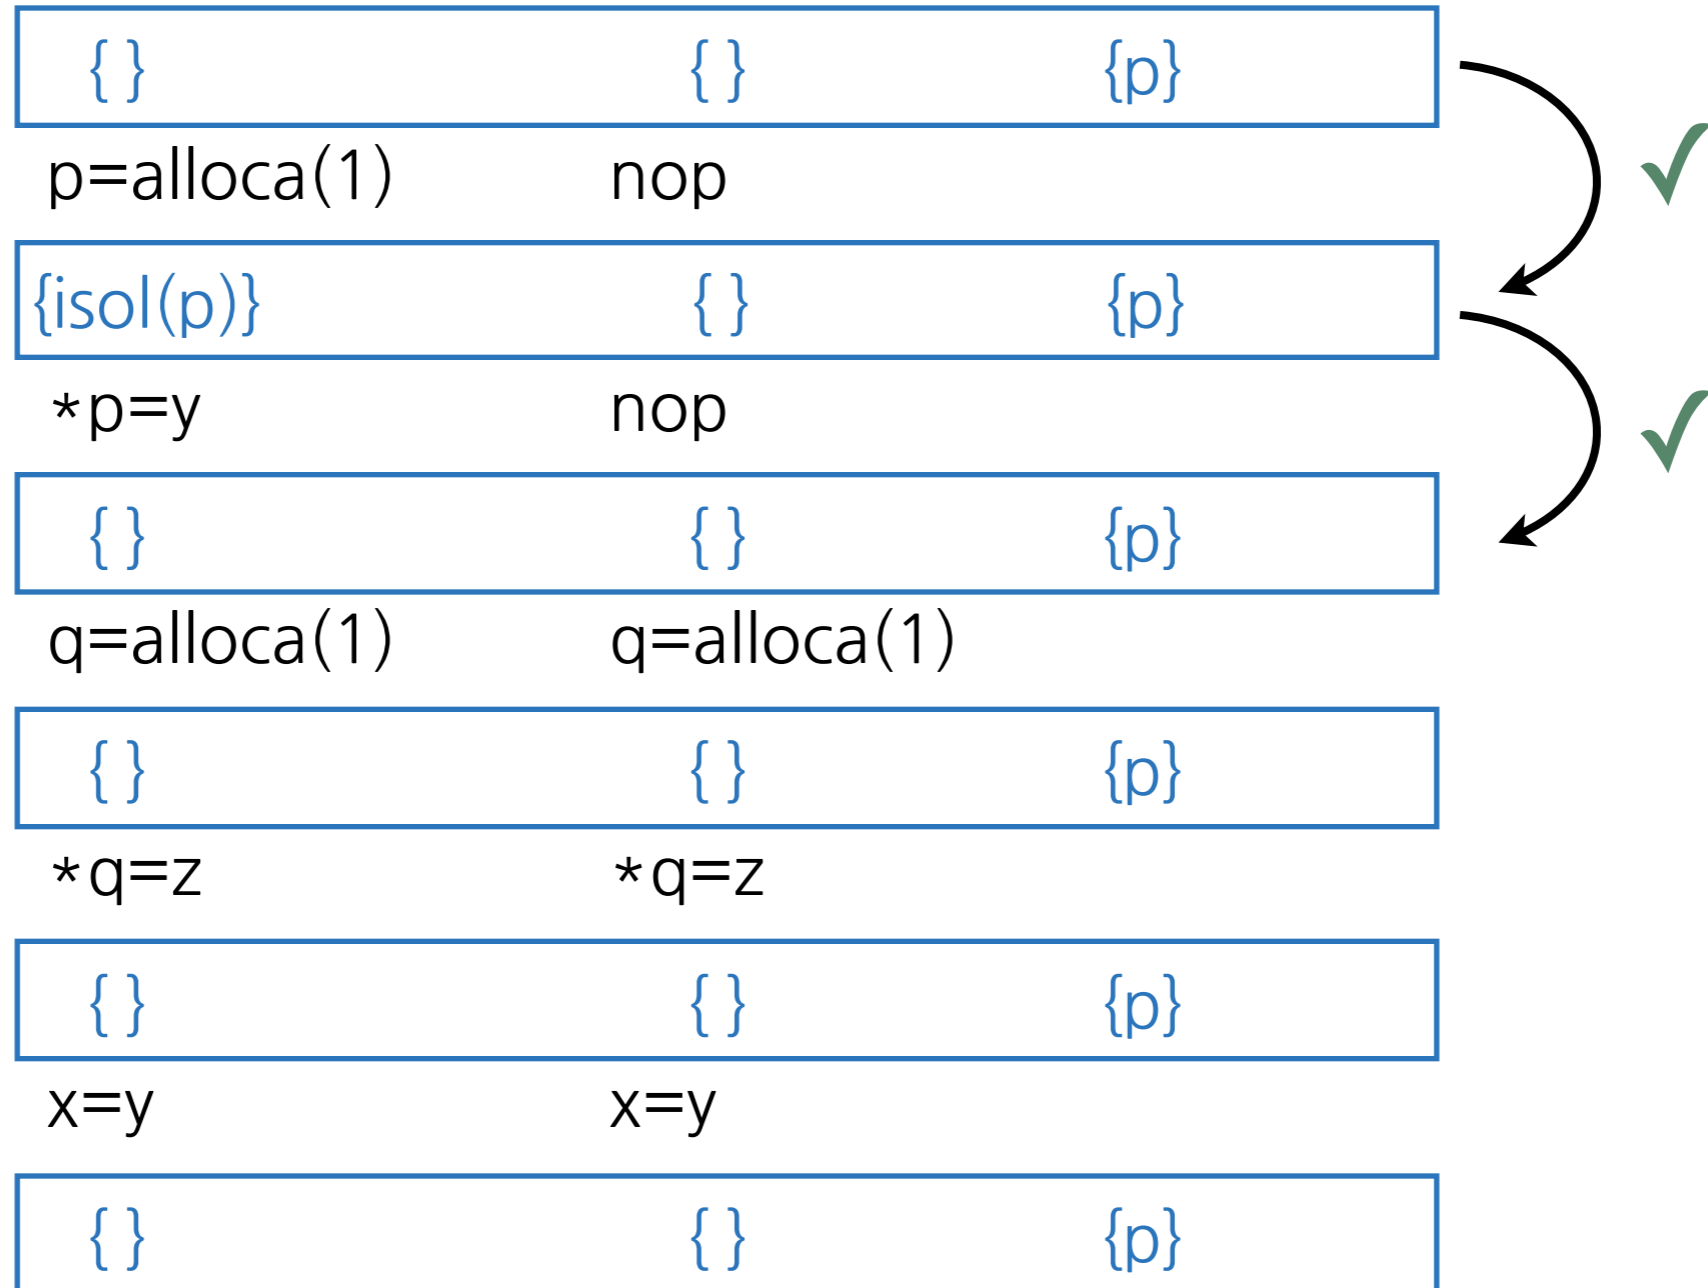 { } { } {p}
p=alloca(1) nop
{isol(p)} { } {p}
*p=y nop
{ } { } {p}
q=alloca(1) q=alloca(1)
{ } { } {p}
*q=z *q=z
{ } { } {p}
x=y x=y
{ } { } {p}